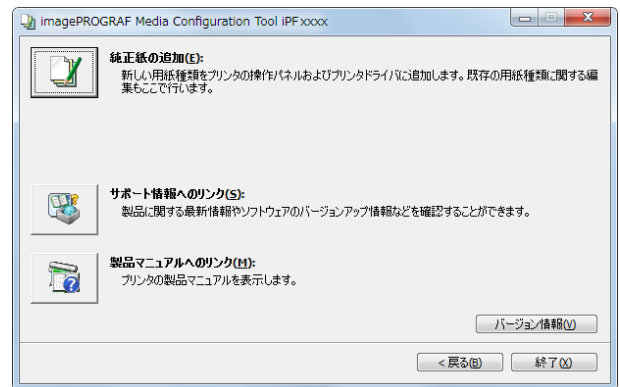 imagePROGRAF Media Configuration Tool iPFxxxx
純正紙の追加(E):
新しい用紙種類をプリンタの操作パネルおよびプリンタドライバに追加します。既存の用紙種類に関する編
集もここで行います。
サポート情報へのリンク(S):
製品に関する最新情報やソフトウェアのバージョンアップ情報などを確認することができます。
製品マニュアルへのリンク(M):
プリンタの製品マニュアルを表示します。
バージョン情報(V)
< 戻る(B)
終了(X)